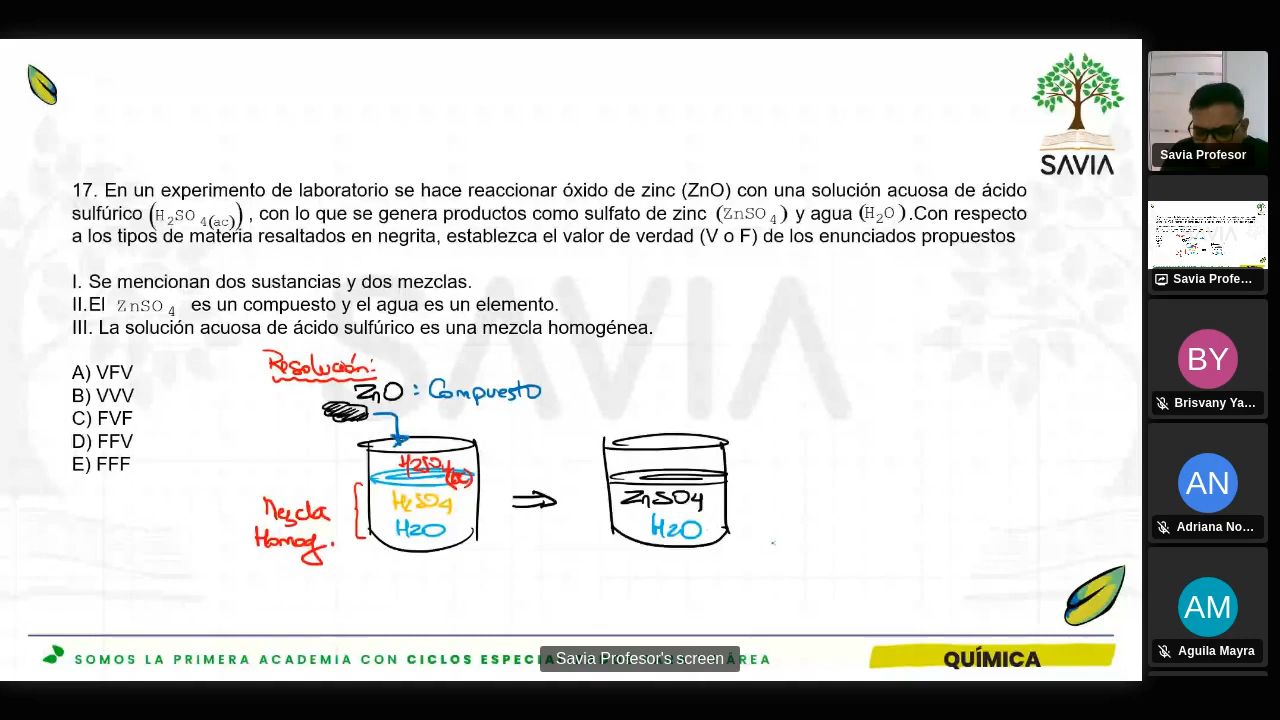 SAVIA
17. En un experimento de laboratorio se hace reaccionar óxido de zinc (ZnO) con una solución acuosa de ácido
sulfúrico (H2SO4(ac)), con lo que se genera productos como sulfato de zinc (ZnSO4) y agua (H2O).Con respecto
a los tipos de materia resaltados en negrita, establezca el valor de verdad (V o F) de los enunciados propuestos
I. Se mencionan dos sustancias y dos mezclas.
II.El ZnSO4 es un compuesto y el agua es un elemento.
III. La solución acuosa de ácido sulfúrico es una mezcla homogénea.
A) VFV
B) VVV
C) FVF
D) FFV
E) FFF
Resolución:
ZnO : Compuesto
H2SO4(ac)
H2SO4
H2O
Mezcla
Homog.
ZnSO4
H2O
SAVIA
SOMOS LA PRIMERA ACADEMIA CON CICLOS ESPECI
ÁREA
QUÍMICA
Savia Profesor's screen
Savia Profesor
Savia Profe...
BY
Brisvany Ya...
AN
Adriana No...
AM
Aguila Mayra